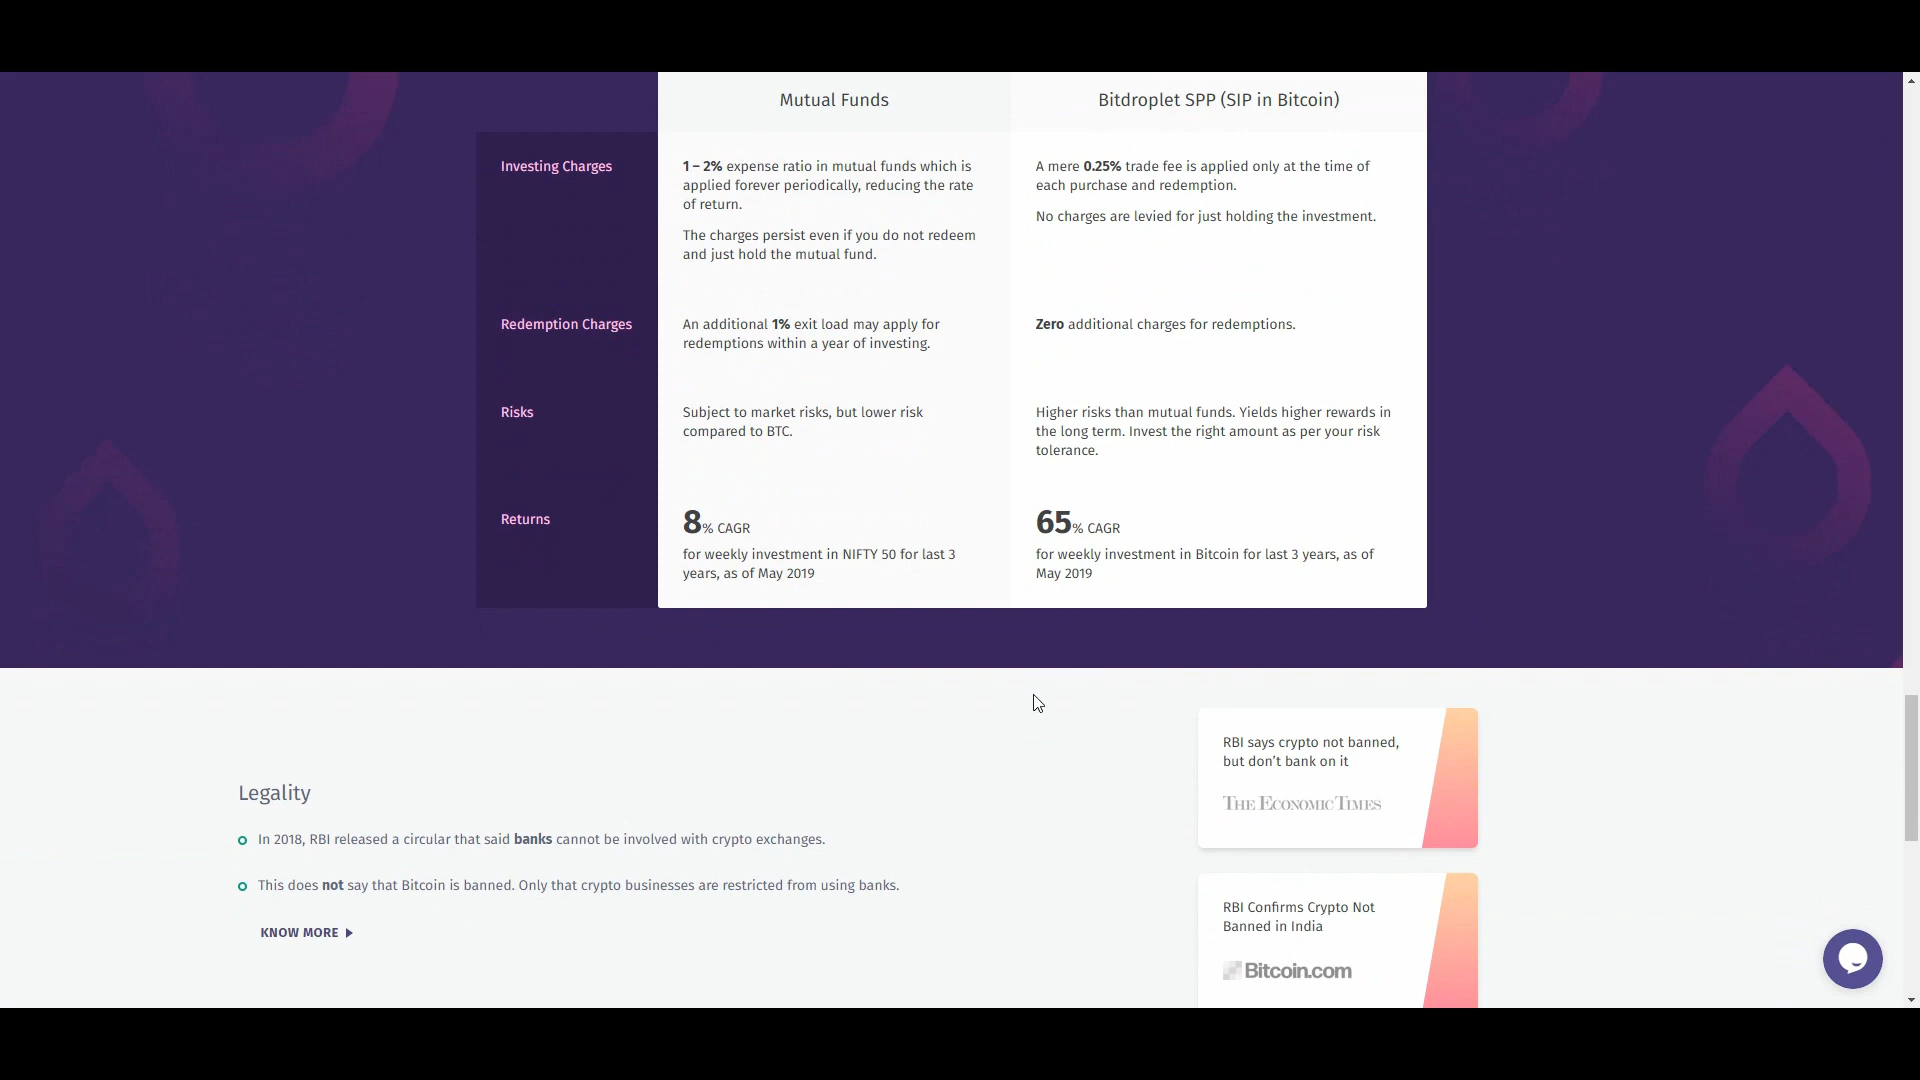 Mutual Funds
Bitdroplet SPP (SIP in Bitcoin)
Investing Charges
1 – 2% expense ratio in mutual funds which is
applied forever periodically, reducing the rate
of return.
The charges persist even if you do not redeem
and just hold the mutual fund.
A mere 0.25% trade fee is applied only at the time of
each purchase and redemption.
No charges are levied for just holding the investment.
Redemption Charges
An additional 1% exit load may apply for
redemptions within a year of investing.
Zero additional charges for redemptions.
Risks
Subject to market risks, but lower risk
compared to BTC.
Higher risks than mutual funds. Yields higher rewards in
the long term. Invest the right amount as per your risk
tolerance.
Returns
8% CAGR
for weekly investment in NIFTY 50 for last 3
years, as of May 2019
65% CAGR
for weekly investment in Bitcoin for last 3 years, as of
May 2019
Legality
In 2018, RBI released a circular that said banks cannot be involved with crypto exchanges.
This does not say that Bitcoin is banned. Only that crypto businesses are restricted from using banks.
KNOW MORE
RBI says crypto not banned,
but don’t bank on it
THE ECONOMIC TIMES
RBI Confirms Crypto Not
Banned in India
Bitcoin.com